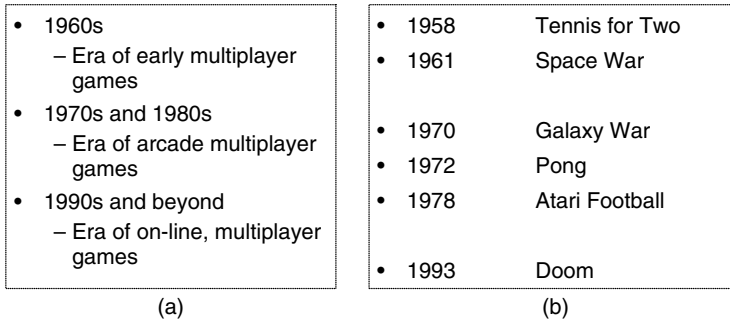 • 1960s
– Era of early multiplayer
games
• 1970s and 1980s
– Era of arcade multiplayer
games
• 1990s and beyond
– Era of on-line, multiplayer
games
(a)
• 1958 Tennis for Two
• 1961 Space War
• 1970 Galaxy War
• 1972 Pong
• 1978 Atari Football
• 1993 Doom
(b)